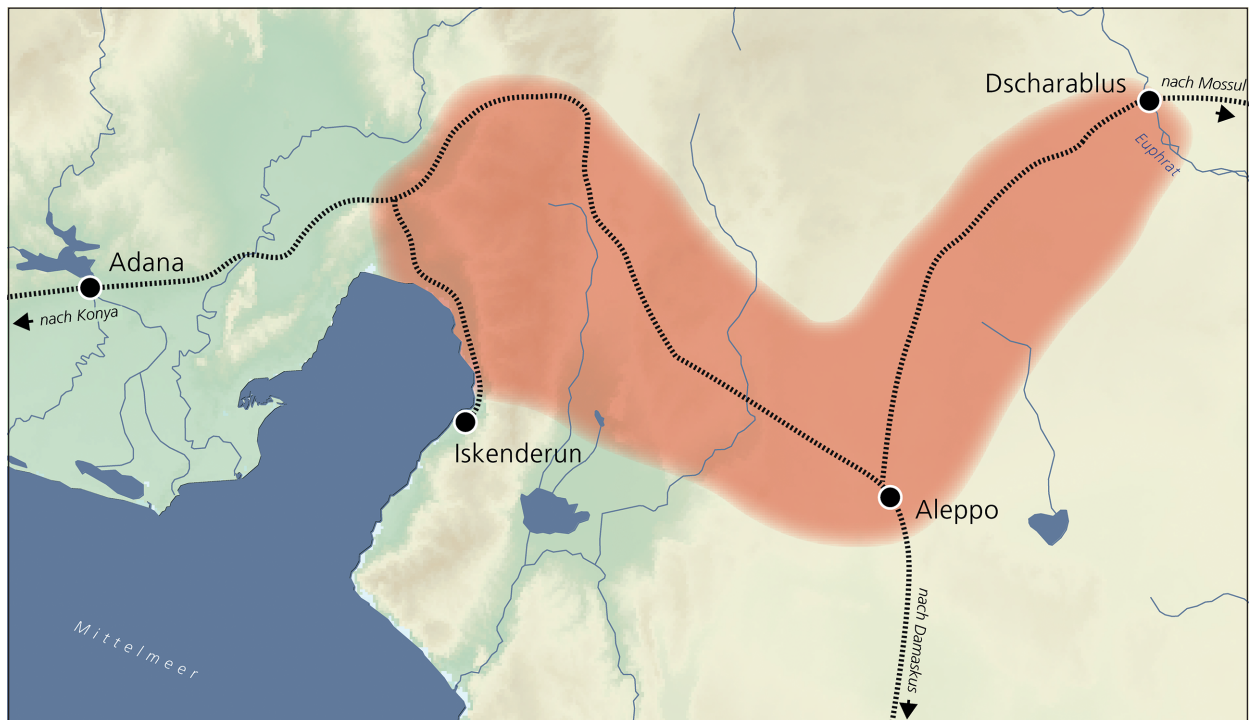 Dscharablus
nach Mossul
Euphrat
Adana
nach Konya
Iskenderun
Aleppo
nach Damaskus
Mittelmeer